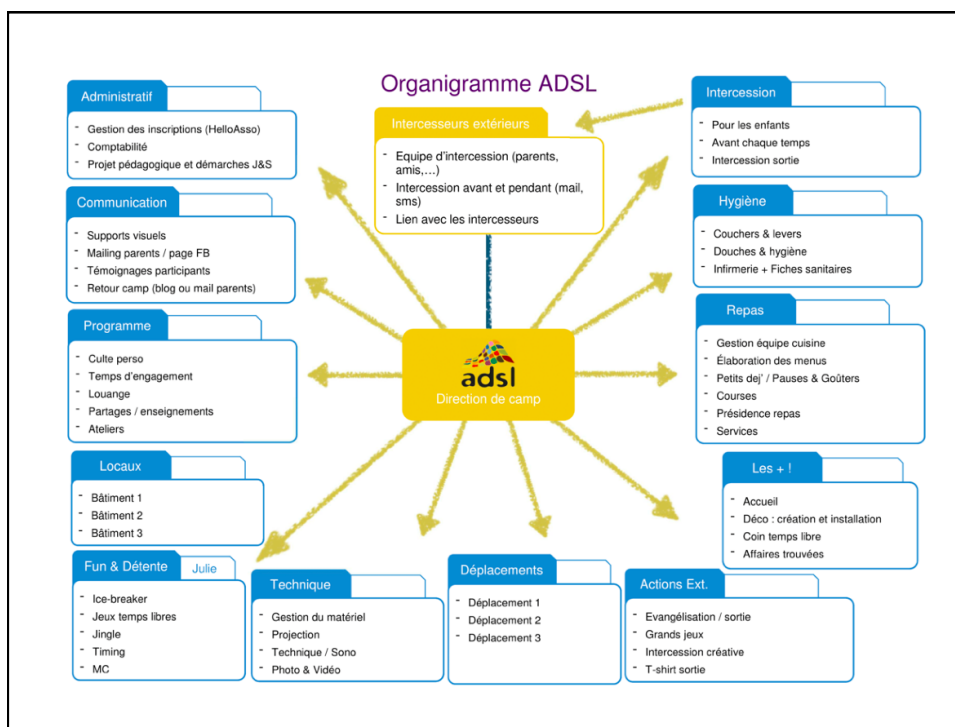 Organigramme ADSL
Administratif
- Gestion des inscriptions (HelloAsso)
- Comptabilité
- Projet pédagogique et démarches J&S
Intercesseurs extérieurs
- Equipe d'intercession (parents,
amis,…)
- Intercession avant et pendant (mail,
sms)
- Lien avec les intercesseurs
Intercession
- Pour les enfants
- Avant chaque temps
- Intercession sortie
Communication
- Supports visuels
- Mailing parents / page FB
- Témoignages participants
- Retour camp (blog ou mail parents)
Hygiène
- Couchers & levers
- Douches & hygiène
- Infirmerie + Fiches sanitaires
Programme
- Culte perso
- Temps d'engagement
- Louange
- Partages / enseignements
- Ateliers
adsl
Direction de camp
Repas
- Gestion équipe cuisine
- Élaboration des menus
- Petits dej' / Pauses & Goûters
- Courses
- Présidence repas
- Services
Locaux
- Bâtiment 1
- Bâtiment 2
- Bâtiment 3
Les + !
- Accueil
- Déco : création et installation
- Coin temps libre
- Affaires trouvées
Fun & Détente Julie
- Ice-breaker
- Jeux temps libres
- Jingle
- Timing
- MC
Technique
- Gestion du matériel
- Projection
- Technique / Sono
- Photo & Vidéo
Déplacements
- Déplacement 1
- Déplacement 2
- Déplacement 3
Actions Ext.
- Evangélisation / sortie
- Grands jeux
- Intercession créative
- T-shirt sortie